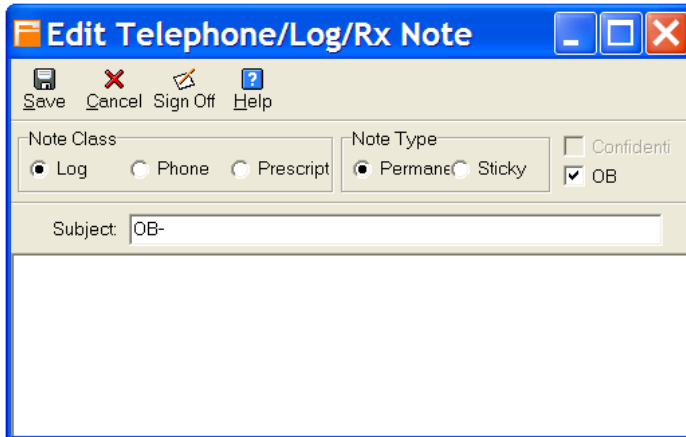 Edit Telephone/Log/Rx Note
Save Cancel Sign Off Help
Note Class Note Type Confidenti
Log Phone Prescript Permane Sticky OB
Subject: OB-